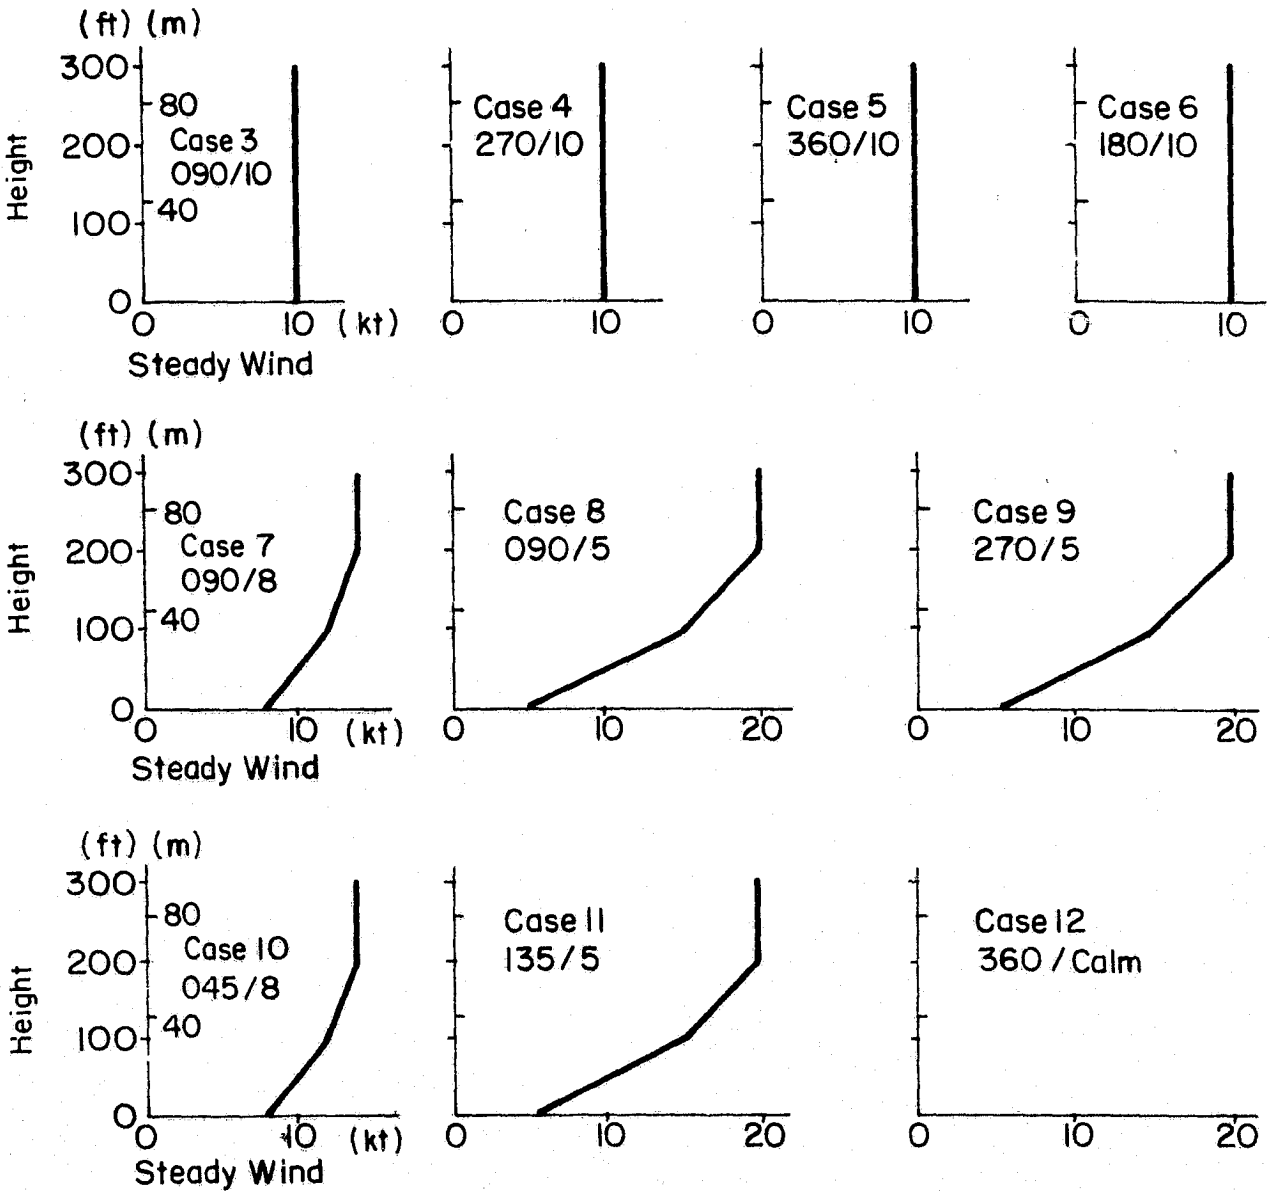 (ft) (m)
300
80
Case 3
200
090/10
40
100
0
0 10 (kt)
Steady Wind
Height
Case 4
270/10
0 10
Case 5
360/10
0 10
Case 6
180/10
0 10
(ft) (m)
300
80
Case 7
200
090/8
40
100
0
0 10 (kt)
Steady Wind
Height
Case 8
090/5
0 10 20
Case 9
270/5
0 10 20
(ft) (m)
300
80
Case 10
200
045/8
40
100
0
0 10 (kt)
Steady Wind
Height
Case 11
135/5
0 10 20
Case 12
360/Calm
0 10 20